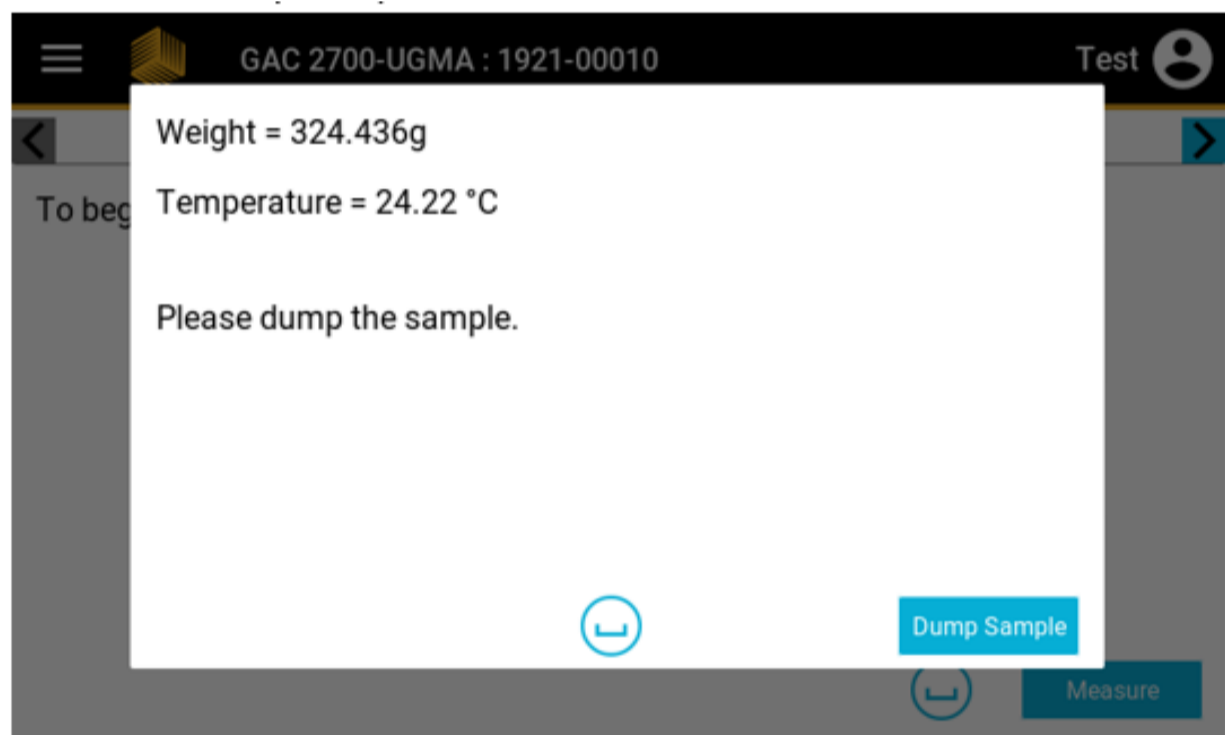 GAC 2700-UGMA : 1921-00010
Test
Weight = 324.436g
To beg
Temperature = 24.22 °C
Please dump the sample.
Dump Sample
Measure